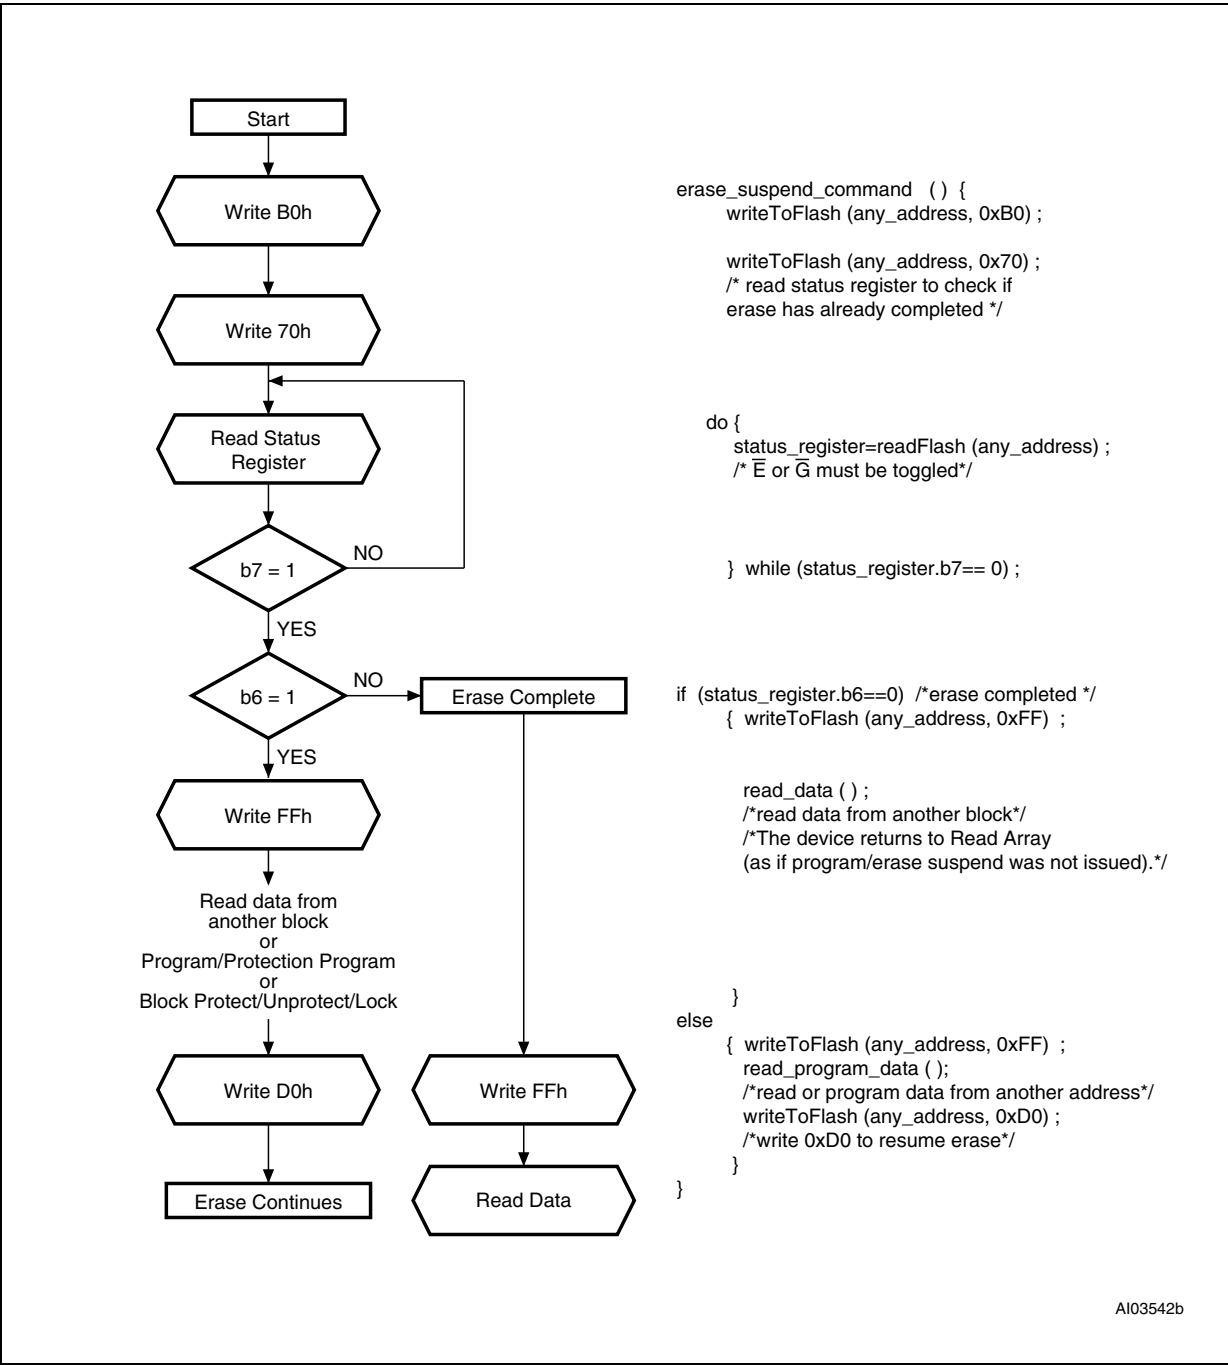 Start
Write B0h
Write 70h
Read Status
Register
b7 = 1
NO
YES
b6 = 1
NO
Erase Complete
YES
Write FFh
Read data from
another block
or
Program/Protection Program
or
Block Protect/Unprotect/Lock
Write D0h
Write FFh
Erase Continues
Read Data
erase_suspend_command ( ) {
writeToFlash (any_address, 0xB0) ;
writeToFlash (any_address, 0x70) ;
/* read status register to check if
erase has already completed */
do {
status_register=readFlash (any_address) ;
/* E̅ or G̅ must be toggled*/
} while (status_register.b7== 0) ;
if (status_register.b6==0) /*erase completed */
{ writeToFlash (any_address, 0xFF) ;
read_data ( ) ;
/*read data from another block*/
/*The device returns to Read Array
(as if program/erase suspend was not issued).*/
}
else
{ writeToFlash (any_address, 0xFF) ;
read_program_data ( );
/*read or program data from another address*/
writeToFlash (any_address, 0xD0) ;
/*write 0xD0 to resume erase*/
}
}
AI03542b